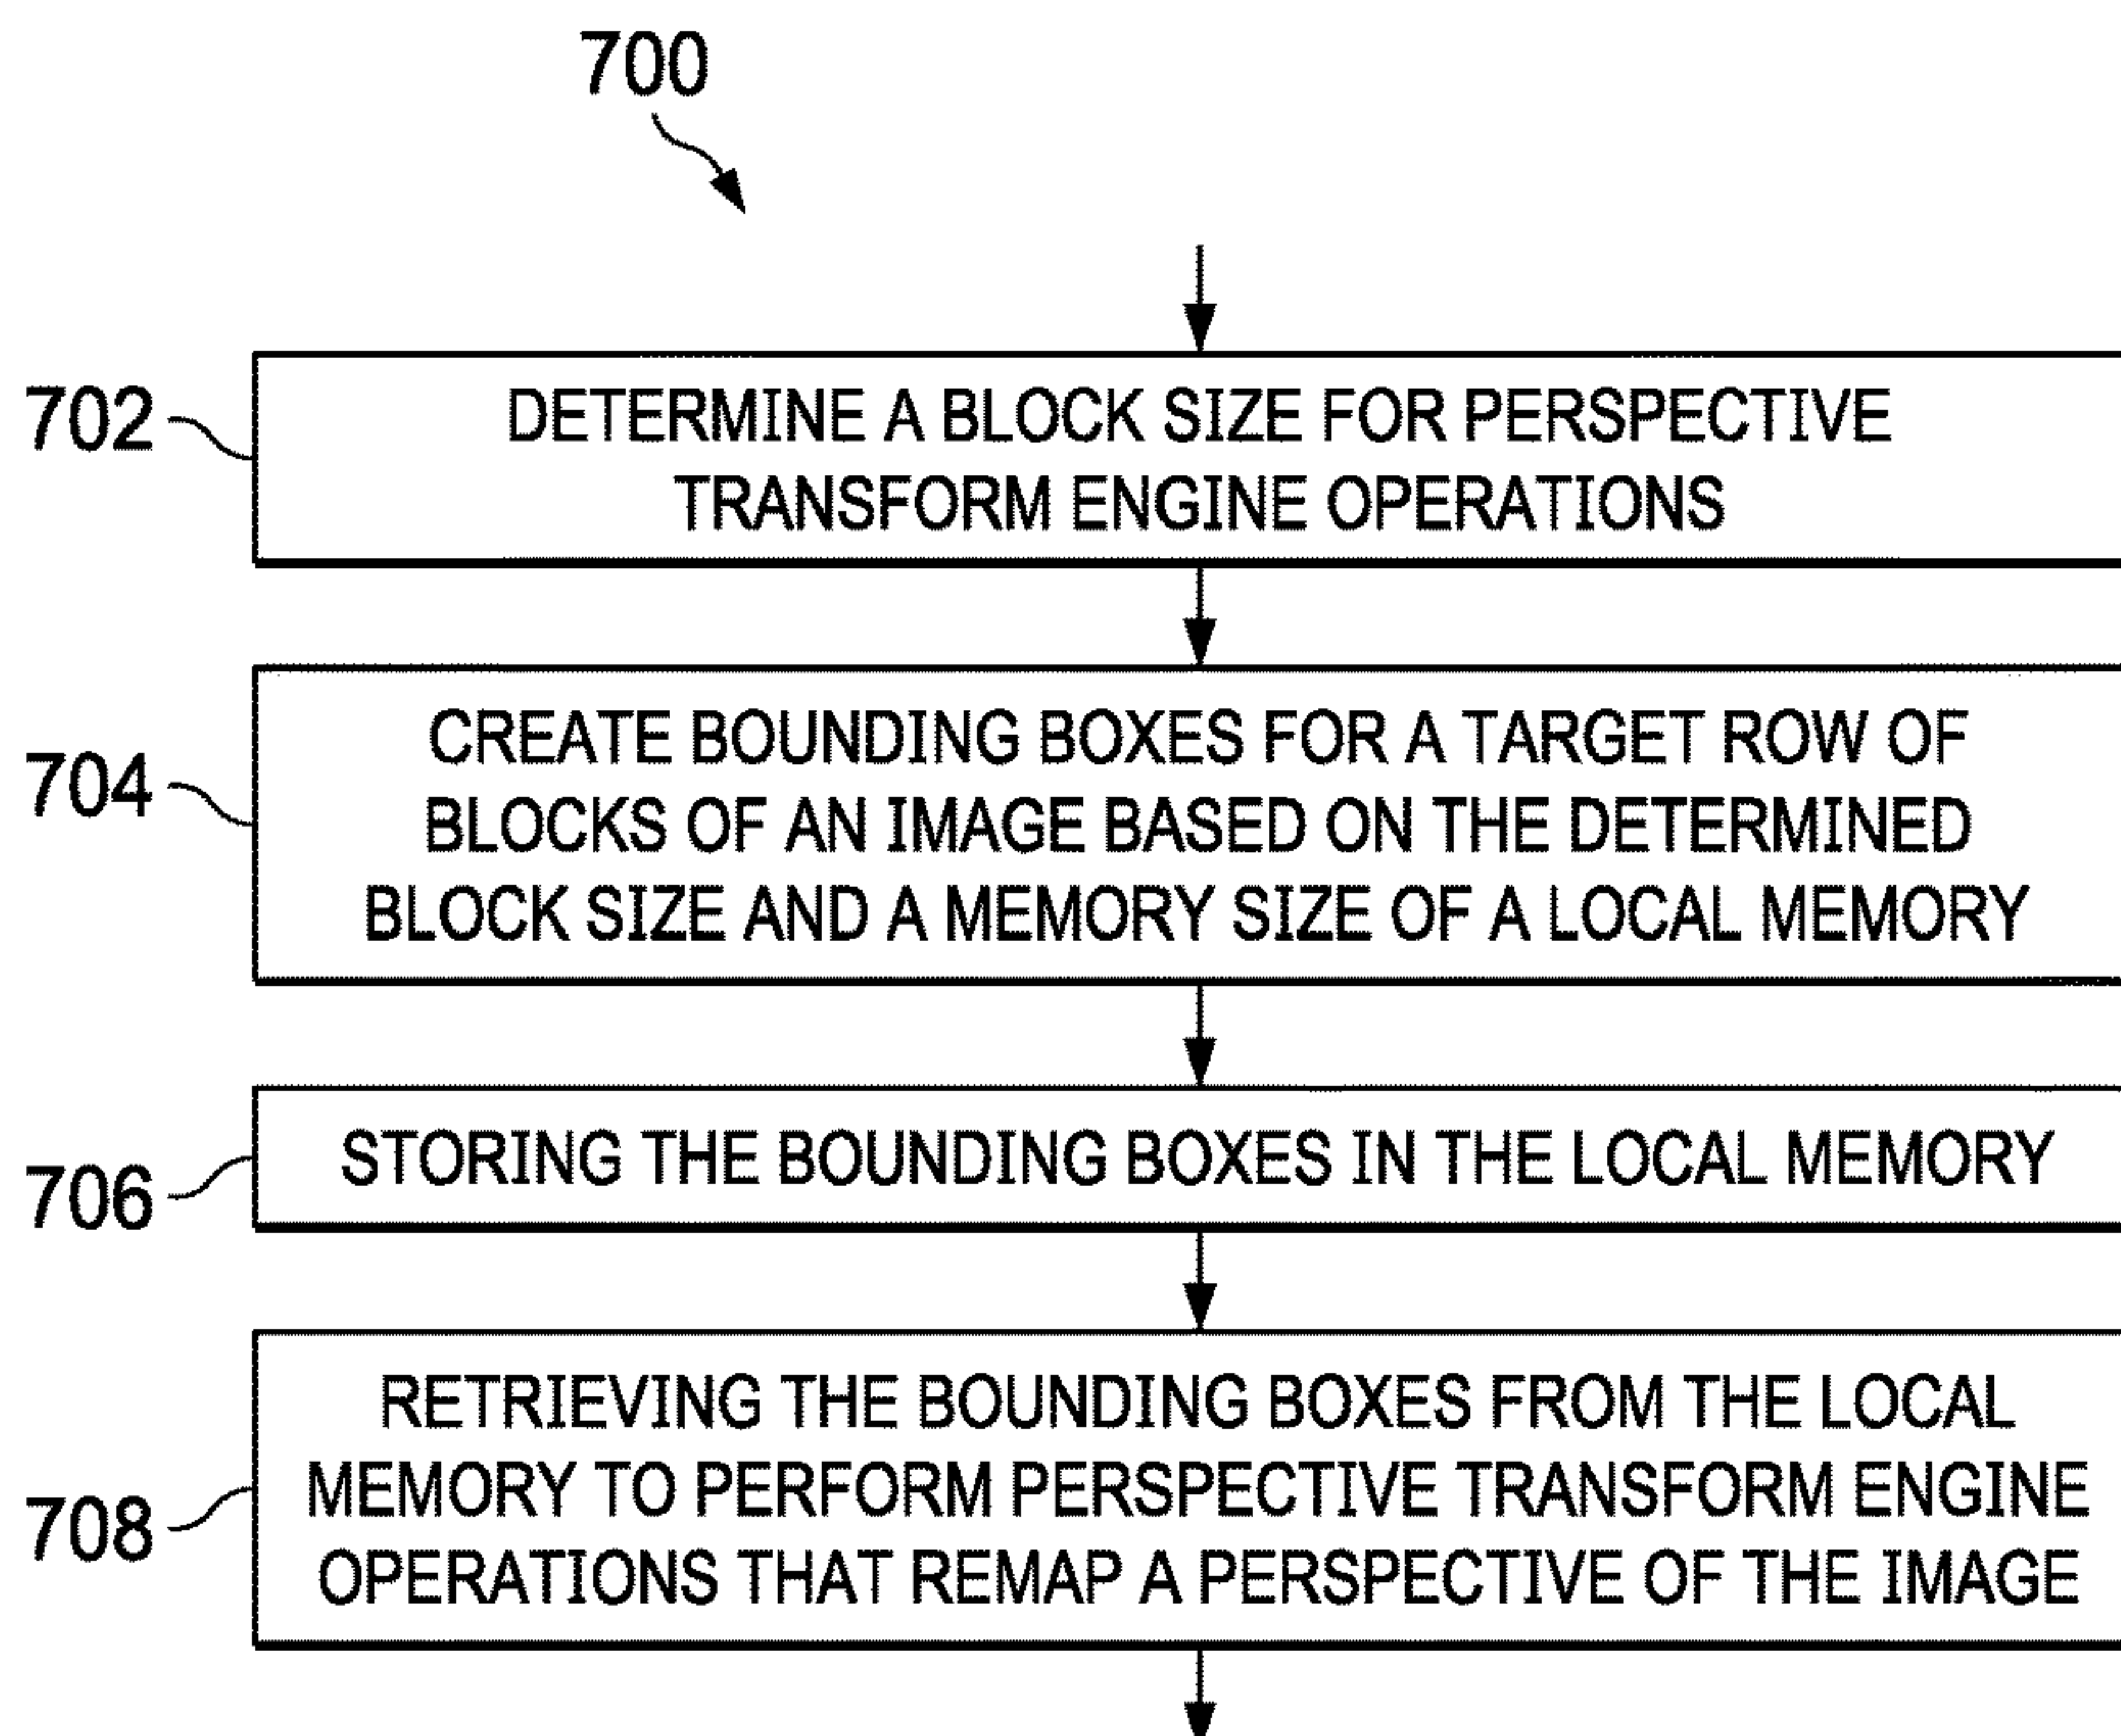 700
702
DETERMINE A BLOCK SIZE FOR PERSPECTIVE
TRANSFORM ENGINE OPERATIONS
704
CREATE BOUNDING BOXES FOR A TARGET ROW OF
BLOCKS OF AN IMAGE BASED ON THE DETERMINED
BLOCK SIZE AND A MEMORY SIZE OF A LOCAL MEMORY
706
STORING THE BOUNDING BOXES IN THE LOCAL MEMORY
708
RETRIEVING THE BOUNDING BOXES FROM THE LOCAL
MEMORY TO PERFORM PERSPECTIVE TRANSFORM ENGINE
OPERATIONS THAT REMAP A PERSPECTIVE OF THE IMAGE